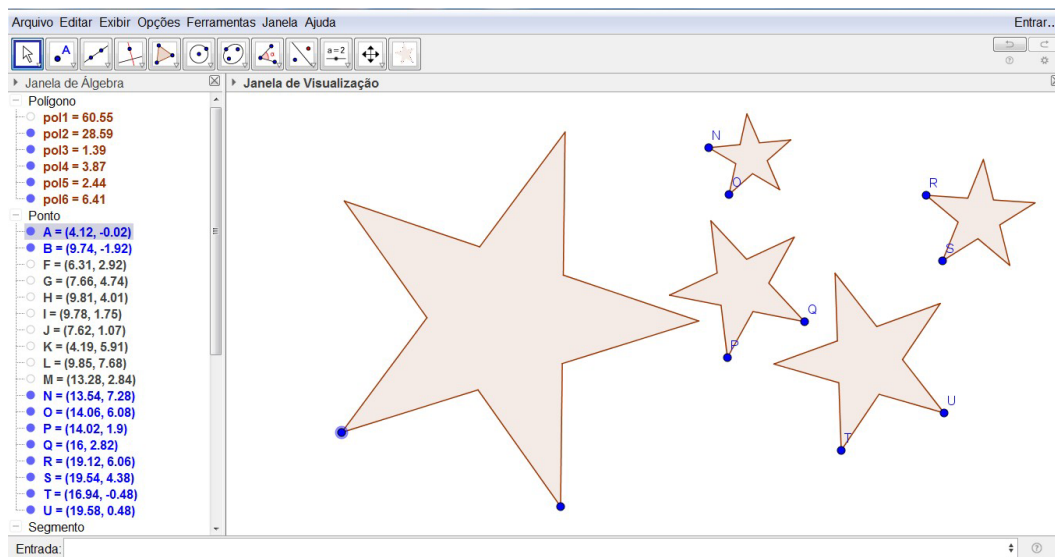 Arquivo Editar Exibir Opções Ferramentas Janela Ajuda
Entrar...
A
a=2
Janela de Álgebra
Janela de Visualização
Polígono
pol1 = 60.55
pol2 = 28.59
pol3 = 1.39
pol4 = 3.87
pol5 = 2.44
pol6 = 6.41
Ponto
A = (4.12, -0.02)
B = (9.74, -1.92)
F = (6.31, 2.92)
G = (7.66, 4.74)
H = (9.81, 4.01)
I = (9.78, 1.75)
J = (7.62, 1.07)
K = (4.19, 5.91)
L = (9.85, 7.68)
M = (13.28, 2.84)
N = (13.54, 7.28)
O = (14.06, 6.08)
P = (14.02, 1.9)
Q = (16, 2.82)
R = (19.12, 6.06)
S = (19.54, 4.38)
T = (16.94, -0.48)
U = (19.58, 0.48)
Segmento
N
O
R
S
Q
P
U
T
Entrada: